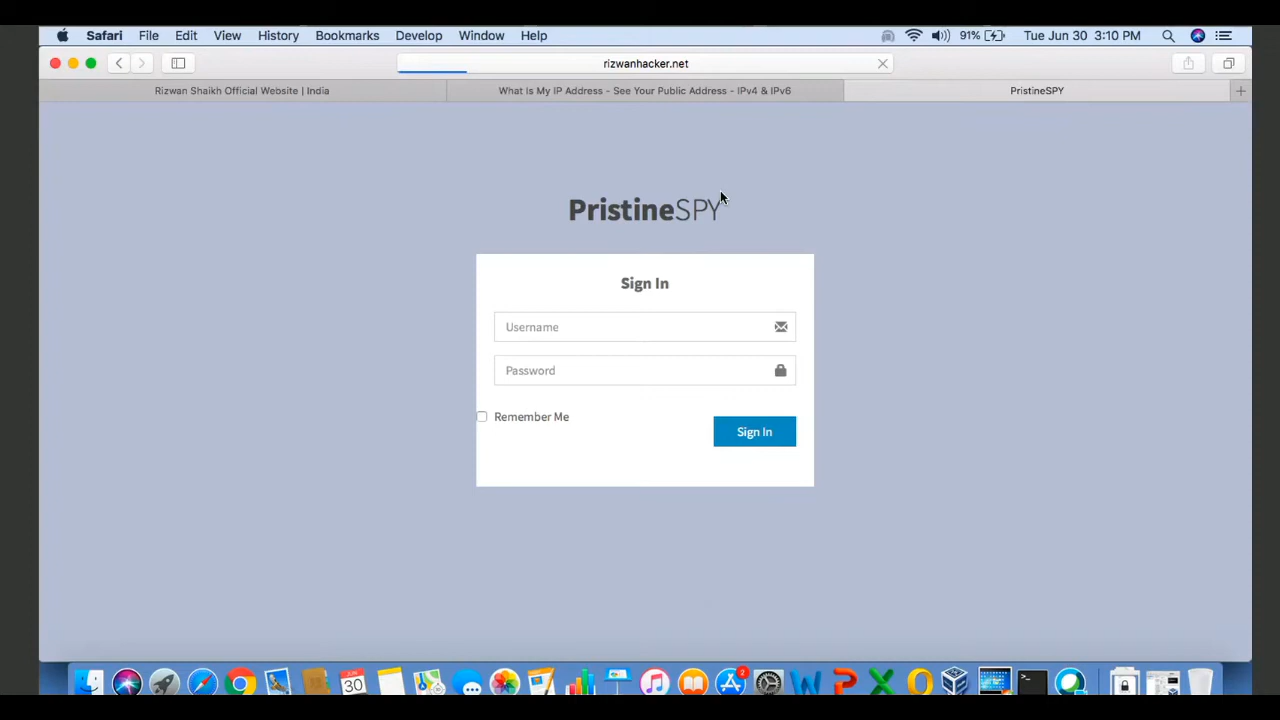 Safari File Edit View History Bookmarks Develop Window Help 91% Tue Jun 30 3:10 PM
rizwanhacker.net
Rizwan Shaikh Official Website | India What Is My IP Address - See Your Public Address - IPv4 & IPv6 PristineSPY
PristineSPY
Sign In
Username
Password
Remember Me
Sign In
2
30